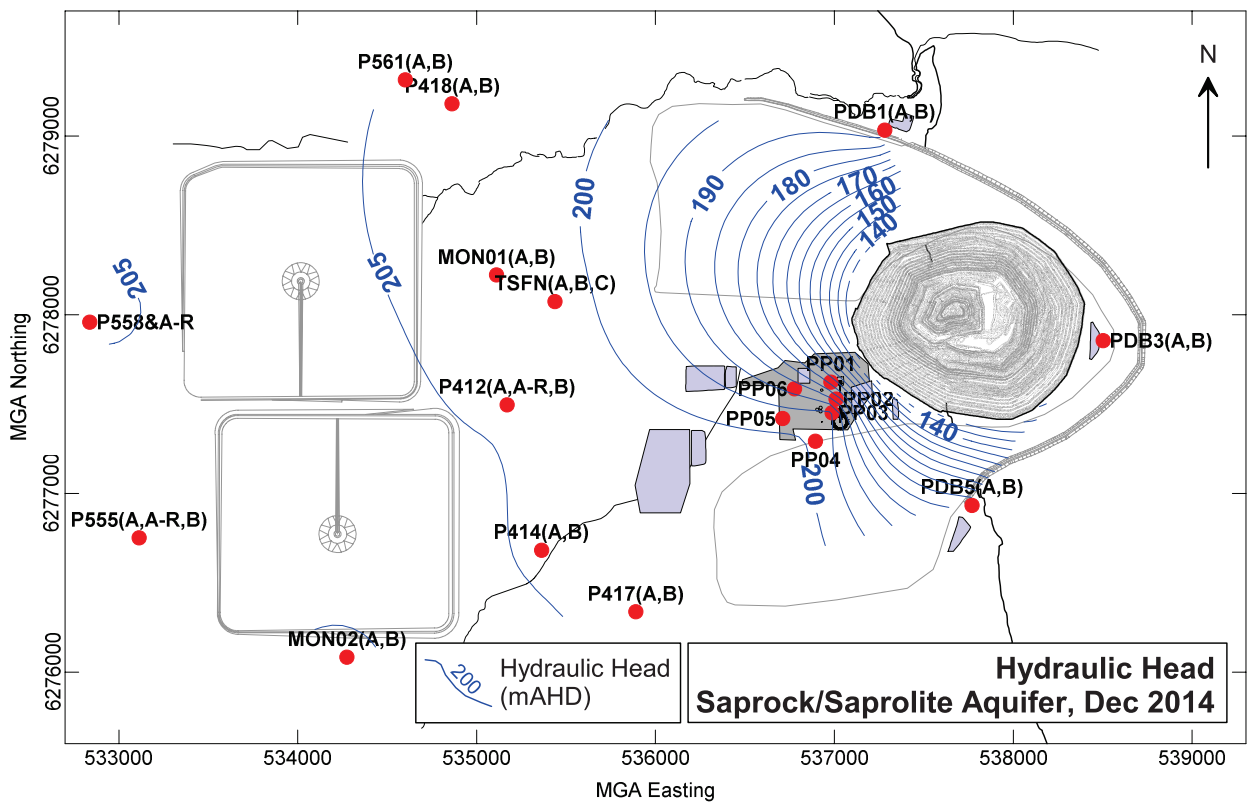 P561(A,B)
P418(A,B)
PDB1(A,B)
N
6279000
200
190
180
170
160
150
140
205
205
MON01(A,B)
TSFN(A,B,C)
6278000
P558&A-R
PDB3(A,B)
PP01
PP06
PP02
PP03
PP05
PP04
P412(A,A-R,B)
140
200
MGA Northing
6277000
PDB5(A,B)
P555(A,A-R,B)
P414(A,B)
P417(A,B)
MON02(A,B)
6276000
200
Hydraulic Head
(mAHD)
Hydraulic Head
Saprock/Saprolite Aquifer, Dec 2014
533000
534000
535000
536000
537000
538000
539000
MGA Easting